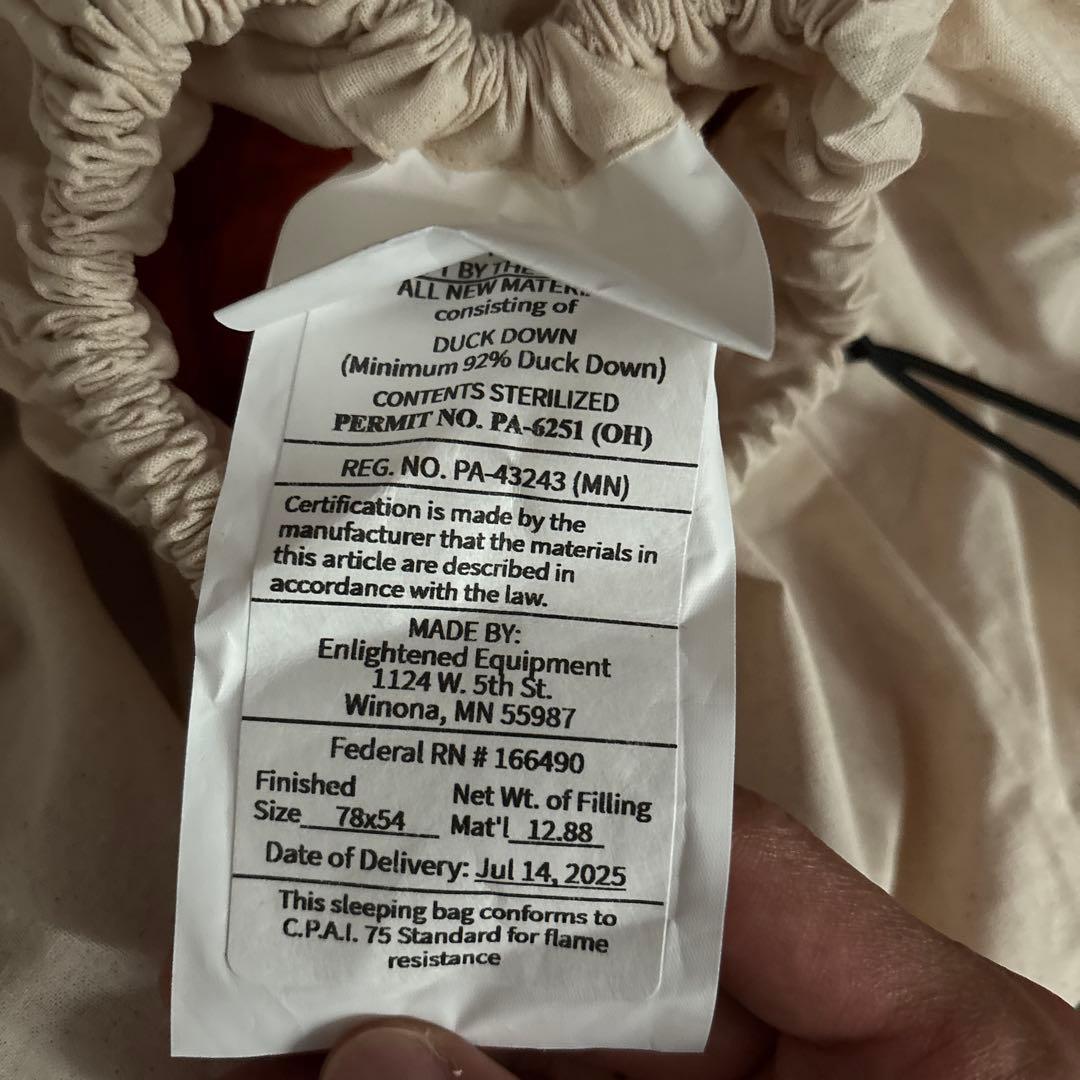 BY THE
ALL NEW
consisting of
DUCK DOWN
(Minimum 92% Duck Down)
CONTENTS STERILIZED
PERMIT NO. PA-6251 (OH)
REG. NO. PA-43243 (MN)
Certification is made by the
manufacturer that the materials in
this article are described in
accordance with the law.
MADE BY:
Enlightened Equipment
1124 W. 5th St.
Winona, MN 55987
Federal RN # 166490
Finished
Size 78x54
Net Wt. of Filling
Mat'l 12.88
Date of Delivery: Jul 14, 2025
This sleeping bag conforms to
C.P.A.I. 75 Standard for flame
resistance